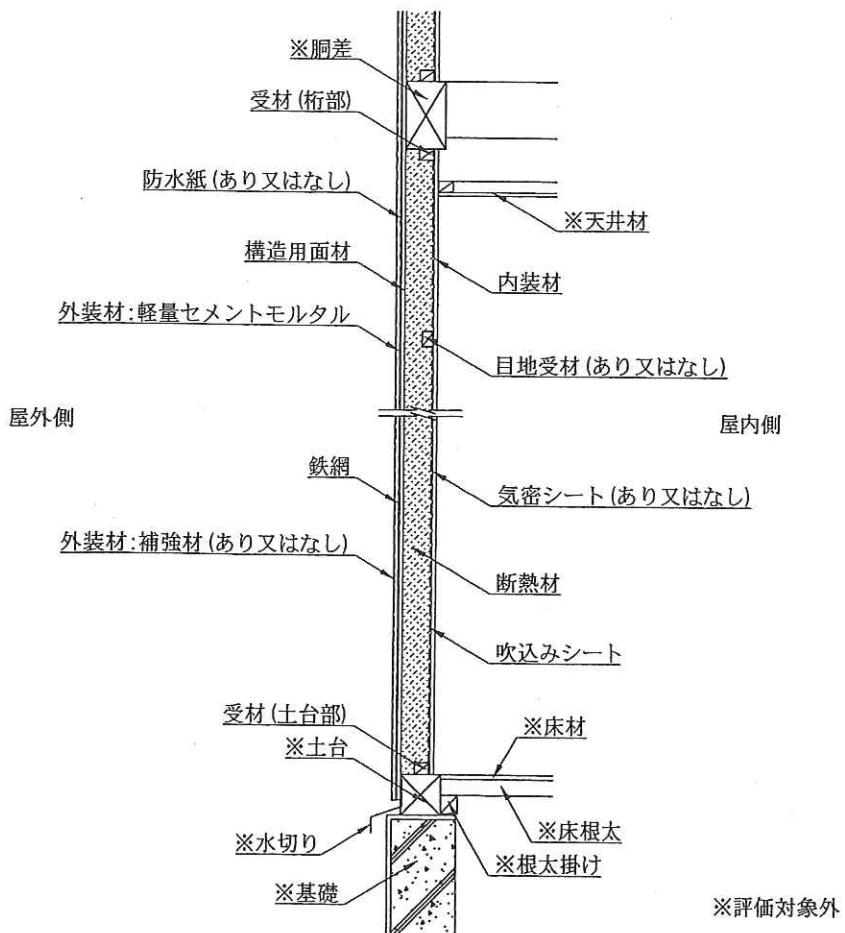 ※胴差
受材(桁部)
防水紙(あり又はなし)
※天井材
構造用面材
内装材
外装材:軽量セメントモルタル
目地受材(あり又はなし)
屋外側
屋内側
鉄網
気密シート(あり又はなし)
外装材:補強材(あり又はなし)
断熱材
吹込みシート
受材(土台部)
※床材
※土台
※床根太
※水切り
※根太掛け
※基礎
※評価対象外